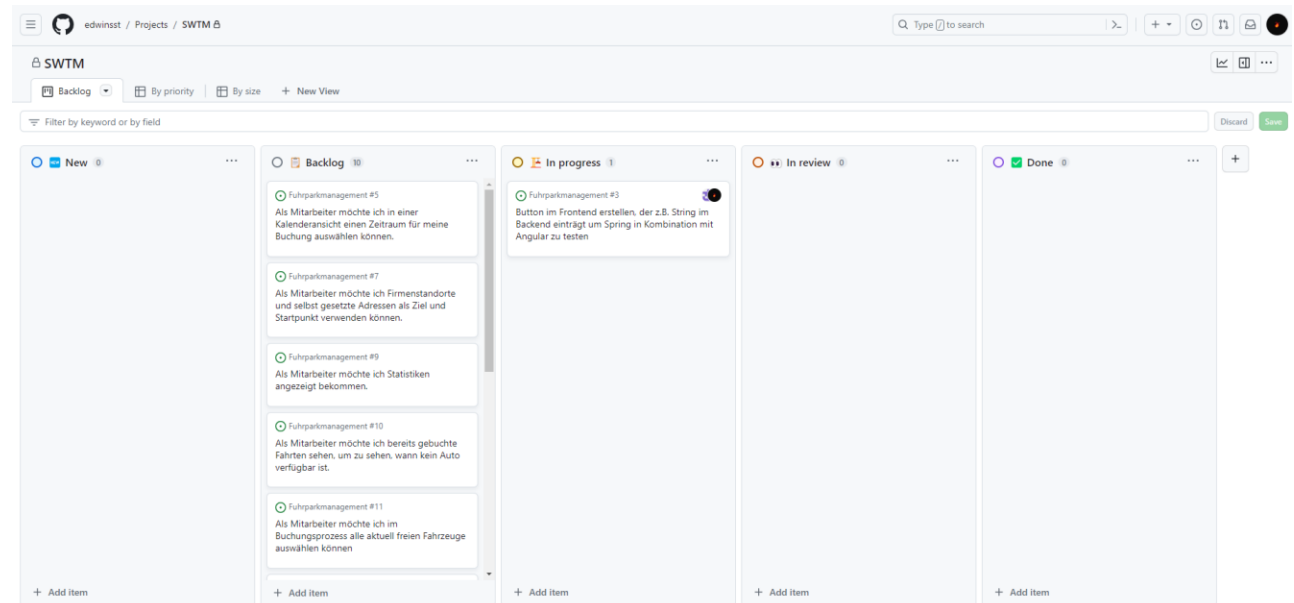 edwinsst / Projects / SWTM
Type / to search
SWTM
Backlog
By priority
By size
+ New View
Filter by keyword or by field
Discard
Save
NEW New 0
Backlog 10
In progress 1
In review 0
Done 0
Fuhrparkmanagement #5
Als Mitarbeiter möchte ich in einer
Kalenderansicht einen Zeitraum für meine
Buchung auswählen können.
Fuhrparkmanagement #7
Als Mitarbeiter möchte ich Firmenstandorte
und selbst gesetzte Adressen als Ziel und
Startpunkt verwenden können.
Fuhrparkmanagement #9
Als Mitarbeiter möchte ich Statistiken
angezeigt bekommen.
Fuhrparkmanagement #10
Als Mitarbeiter möchte ich bereits gebuchte
Fahrten sehen, um zu sehen, wann kein Auto
verfügbar ist.
Fuhrparkmanagement #11
Als Mitarbeiter möchte ich im
Buchungsprozess alle aktuell freien Fahrzeuge
auswählen können
Fuhrparkmanagement #3
Button im Frontend erstellen, der z.B. String im
Backend einträgt um Spring in Kombination mit
Angular zu testen
+ Add item
+ Add item
+ Add item
+ Add item
+ Add item